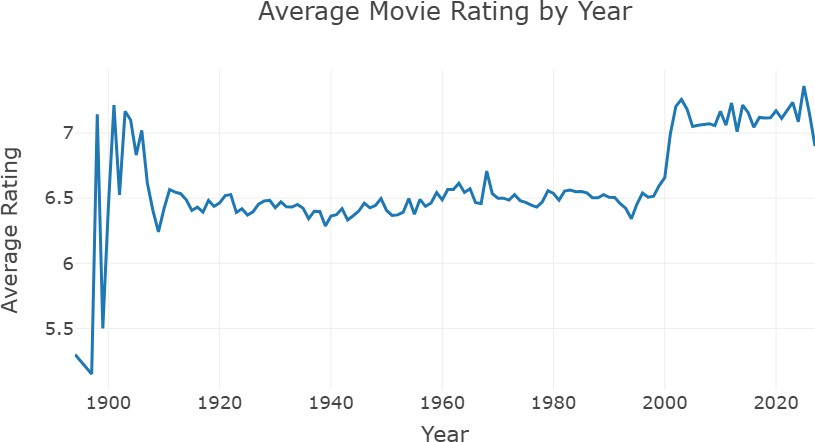 Average Movie Rating by Year
Average Rating
7
6.5
6
5.5
1900 1920 1940 1960 1980 2000 2020
Year